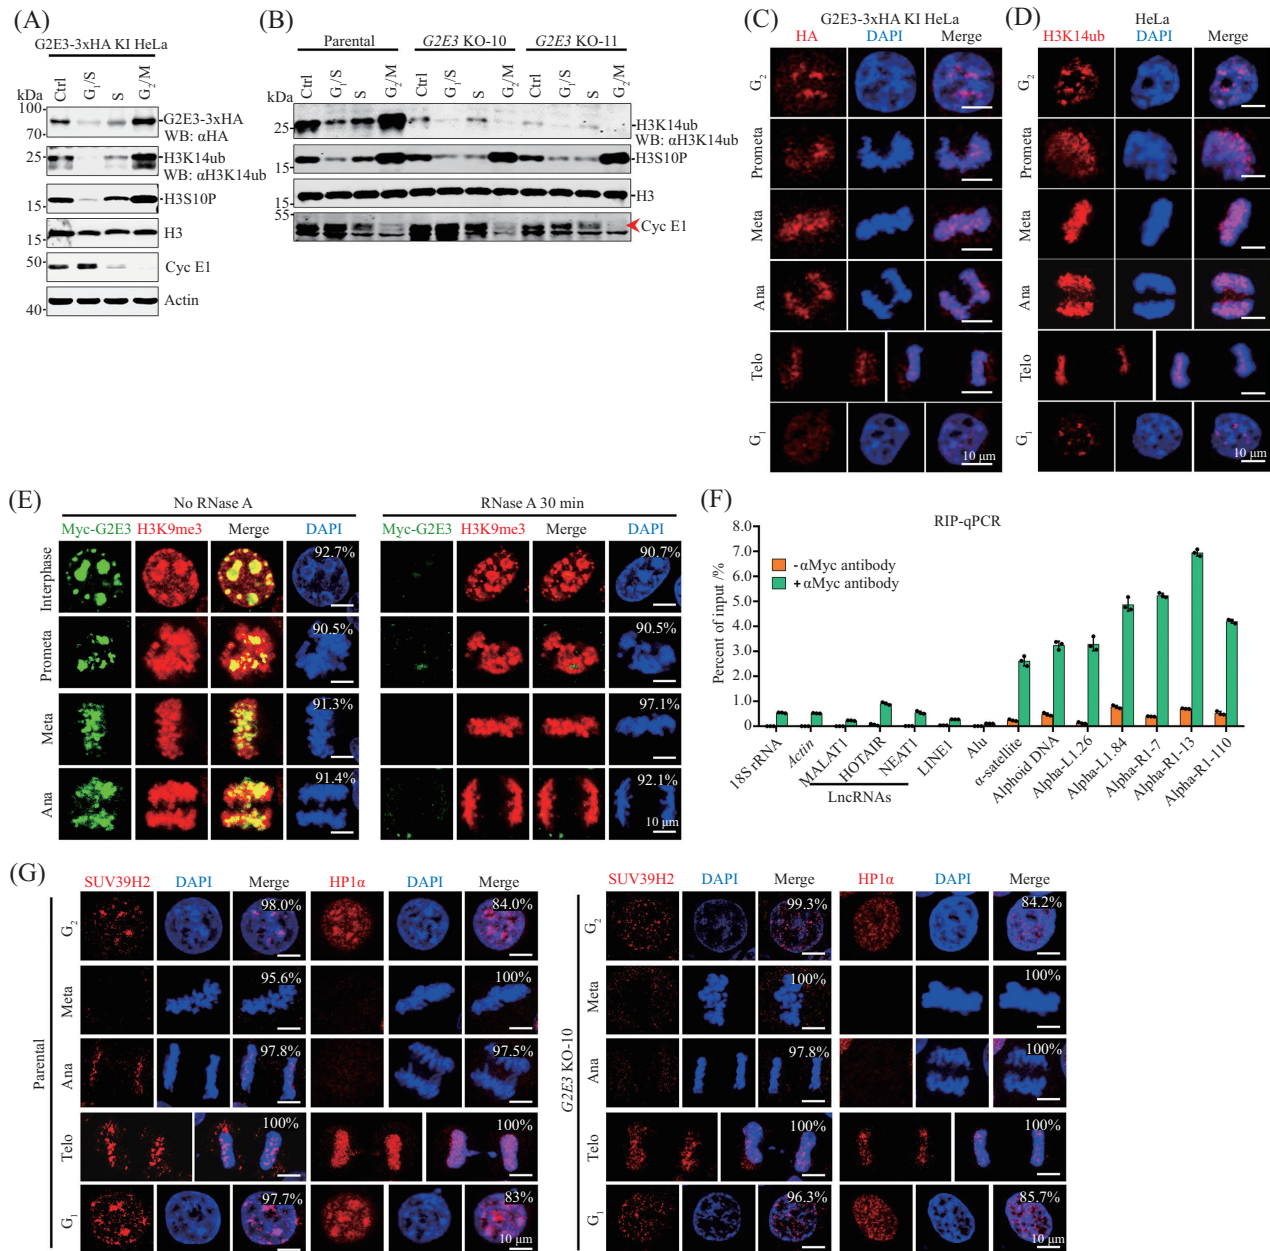 (A)
G2E3-3xHA KI HeLa
Ctrl G₁/S S G₂/M
kDa
100
70
G2E3-3xHA
WB: αHA
25
H3K14ub
WB: αH3K14ub
15
H3S10P
15
H3
50
Cyc E1
40
Actin
(B)
Parental G2E3 KO-10 G2E3 KO-11
Ctrl G₁/S S G₂/M Ctrl G₁/S S G₂/M Ctrl G₁/S S G₂/M
kDa
25
H3K14ub
WB: αH3K14ub
15
H3S10P
15
H3
55
Cyc E1
(C)
G2E3-3xHA KI HeLa
HA DAPI Merge
G₂
Prometa
Meta
Ana
Telo
G₁
10 μm
(D)
HeLa
H3K14ub DAPI Merge
G₂
Prometa
Meta
Ana
Telo
G₁
10 μm
(E)
No RNase A RNase A 30 min
Myc-G2E3 H3K9me3 Merge DAPI Myc-G2E3 H3K9me3 Merge DAPI
Interphase 92.7% 90.7%
Prometa 90.5% 90.5%
Meta 91.3% 97.1%
Ana 91.4% 92.1%
10 μm
(F)
RIP-qPCR
- αMyc antibody
+ αMyc antibody
Percent of input /%
8.0
7.0
6.0
5.0
4.0
3.0
2.0
1.0
0
18S rRNA Actin MALAT1 HOTAIR NEAT1 LINE1 Alu α-satellite Alphoid DNA Alpha-L1.26 Alpha-L1.84 Alpha-R1-7 Alpha-R1-13 Alpha-R1-110
LncRNAs
(G)
Parental
SUV39H2 DAPI Merge HP1α DAPI Merge
G₂ 98.0% 84.0%
Meta 95.6% 100%
Ana 97.8% 97.5%
Telo 100% 100%
G₁ 97.7% 83%
10 μm
G2E3 KO-10
SUV39H2 DAPI Merge HP1α DAPI Merge
G₂ 99.3% 84.2%
Meta 100% 100%
Ana 97.8% 100%
Telo 100% 100%
G₁ 96.3% 85.7%
10 μm